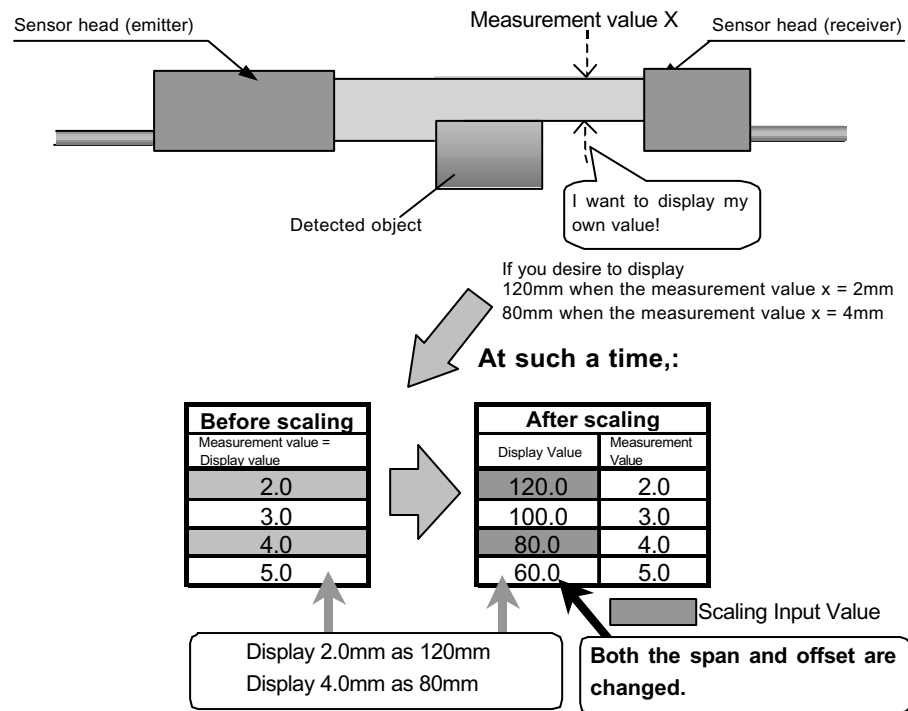 Sensor head (emitter)
Measurement value X
Sensor head (receiver)
Detected object
I want to display my
own value!
If you desire to display
120mm when the measurement value x = 2mm
80mm when the measurement value x = 4mm
At such a time,:
Before scaling
Measurement value =
Display value
2.0
3.0
4.0
5.0
After scaling
Display Value
Measurement
Value
120.0 2.0
100.0 3.0
80.0 4.0
60.0 5.0
Scaling Input Value
Display 2.0mm as 120mm
Display 4.0mm as 80mm
Both the span and offset are
changed.